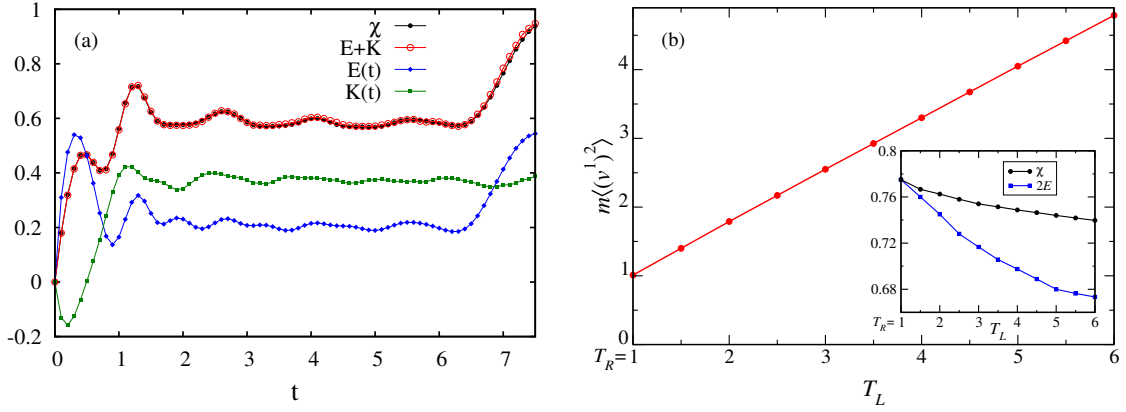 (a)
χ
E+K
E(t)
K(t)
1
0.8
0.6
0.4
0.2
0
-0.2
0 1 2 3 4 5 6 7
t
(b)
m⟨(v¹)²⟩
4
3
2
1
0
T_R=1 2 3 4 5 6
T_L
χ
2E
0.8
0.76
0.72
0.68
T_R= 1 2 3 4 5 6
T_L